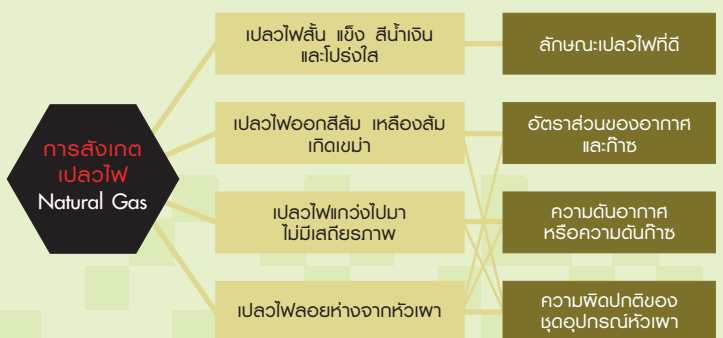 การสังเกต
เปลวไฟ
Natural Gas
เปลวไฟสั้น แข็ง สีน้ำเงิน
และโปร่งใส
ลักษณะเปลวไฟที่ดี
เปลวไฟออกสีส้ม เหลืองส้ม
เกิดเขม่า
อัตราส่วนของอากาศ
และก๊าซ
เปลวไฟแกว่งไปมา
ไม่มีเสถียรภาพ
ความดันอากาศ
หรือความดันก๊าซ
เปลวไฟลอยห่างจากหัวเผา
ความผิดปกติของ
ชุดอุปกรณ์หัวเผา